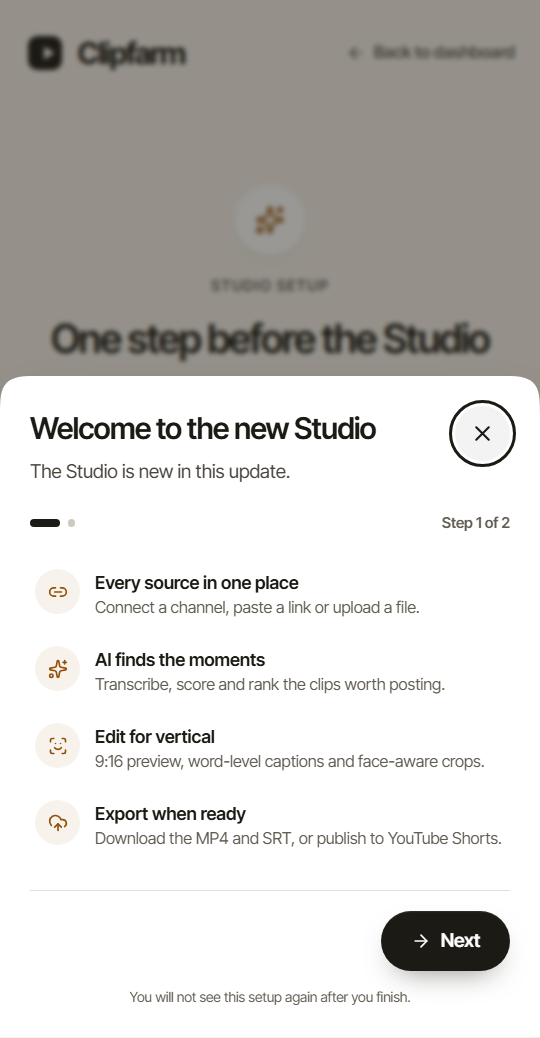 Clipfarm
Back to dashboard
STUDIO SETUP
One step before the Studio
Welcome to the new Studio
The Studio is new in this update.
Step 1 of 2
Every source in one place
Connect a channel, paste a link or upload a file.
AI finds the moments
Transcribe, score and rank the clips worth posting.
Edit for vertical
9:16 preview, word-level captions and face-aware crops.
Export when ready
Download the MP4 and SRT, or publish to YouTube Shorts.
Next
You will not see this setup again after you finish.